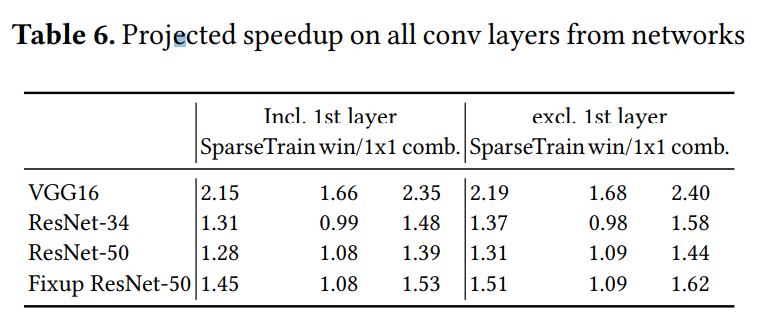 Table 6. Projected speedup on all conv layers from networks
Incl. 1st layer excl. 1st layer
SparseTrain win/1x1 comb. SparseTrain win/1x1 comb.
VGG16 2.15 1.66 2.35 2.19 1.68 2.40
ResNet-34 1.31 0.99 1.48 1.37 0.98 1.58
ResNet-50 1.28 1.08 1.39 1.31 1.09 1.44
Fixup ResNet-50 1.45 1.08 1.53 1.51 1.09 1.62